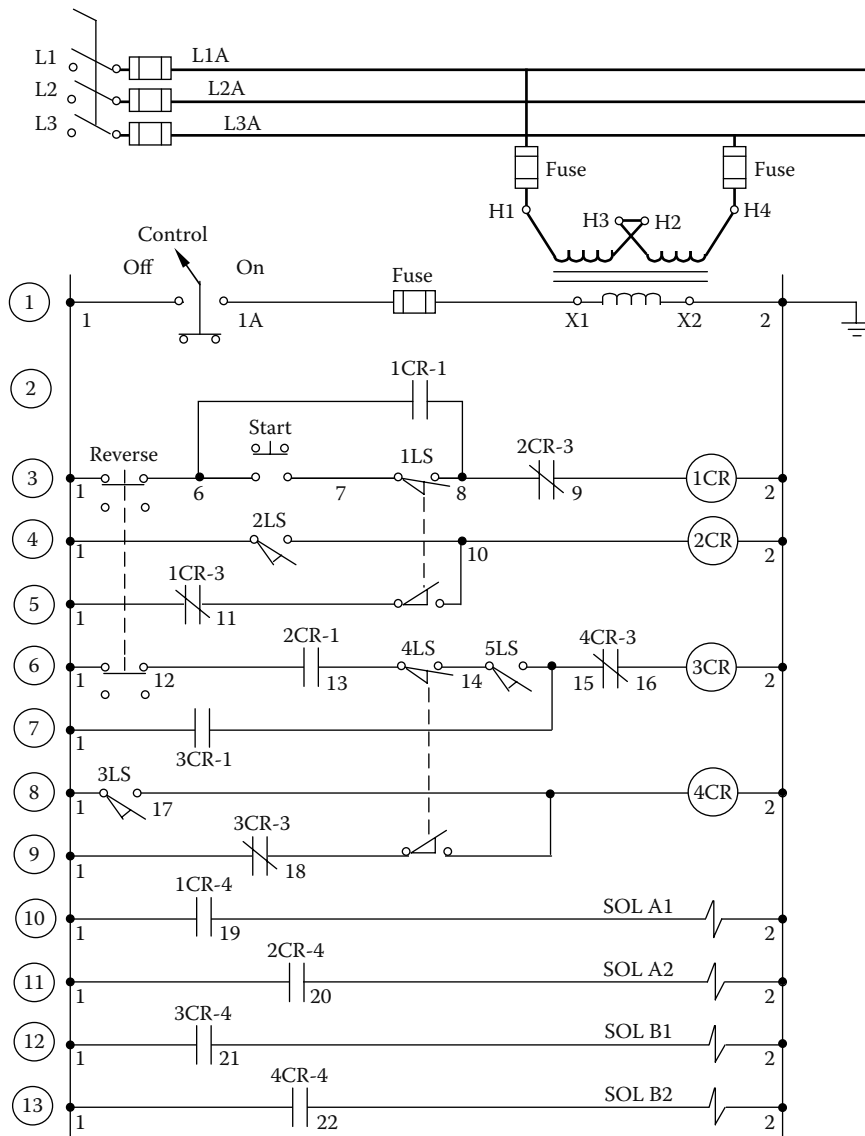 L1
L1A
L2
L2A
L3
L3A
Fuse
Fuse
H1
H3
H2
H4
Control
Off
On
Fuse
1
1
1A
X1
X2
2
2
1CR-1
Start
Reverse
1LS
2CR-3
3
1
6
7
8
9
1CR
2
2LS
4
1
10
2CR
2
1CR-3
5
1
11
2CR-1
4LS
5LS
4CR-3
6
1
12
13
14
15
16
3CR
2
7
1
3CR-1
3LS
8
1
17
4CR
2
3CR-3
9
1
18
1CR-4
SOL A1
10
1
19
2
2CR-4
SOL A2
11
1
20
2
3CR-4
SOL B1
12
1
21
2
4CR-4
SOL B2
13
1
22
2